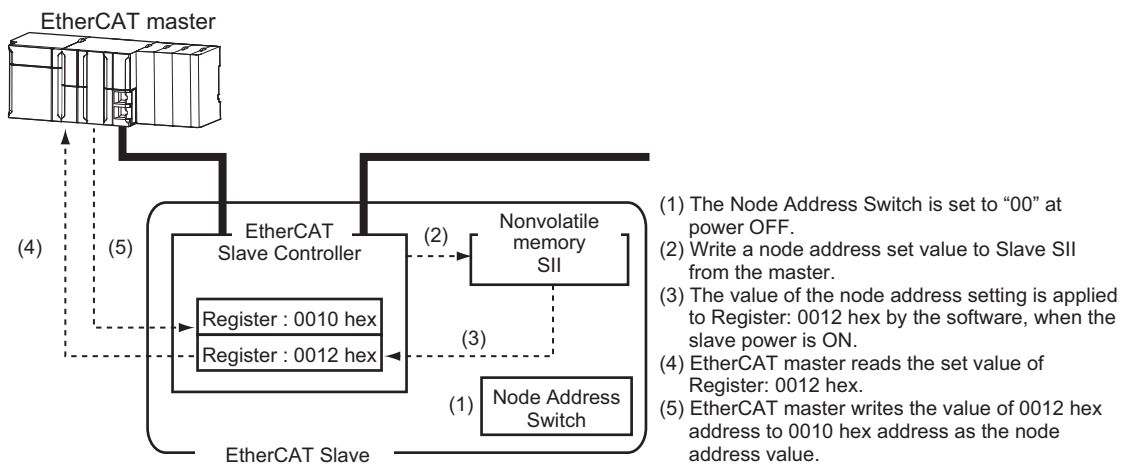 EtherCAT master
(4)
(5)
EtherCAT
Slave Controller
(2)
Nonvolatile
memory
SII
Register : 0010 hex
Register : 0012 hex
(3)
(1)
Node Address
Switch
EtherCAT Slave
(1) The Node Address Switch is set to “00” at
power OFF.
(2) Write a node address set value to Slave SII
from the master.
(3) The value of the node address setting is applied
to Register: 0012 hex by the software, when the
slave power is ON.
(4) EtherCAT master reads the set value of
Register: 0012 hex.
(5) EtherCAT master writes the value of 0012 hex
address to 0010 hex address as the node
address value.